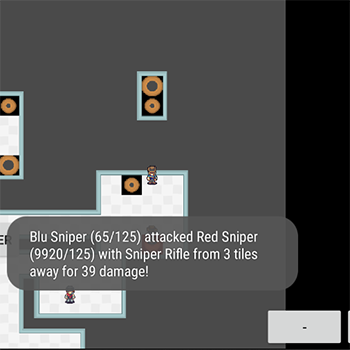 ER
Blu Sniper (65/125) attacked Red Sniper
(9920/125) with Sniper Rifle from 3 tiles
away for 39 damage!
-